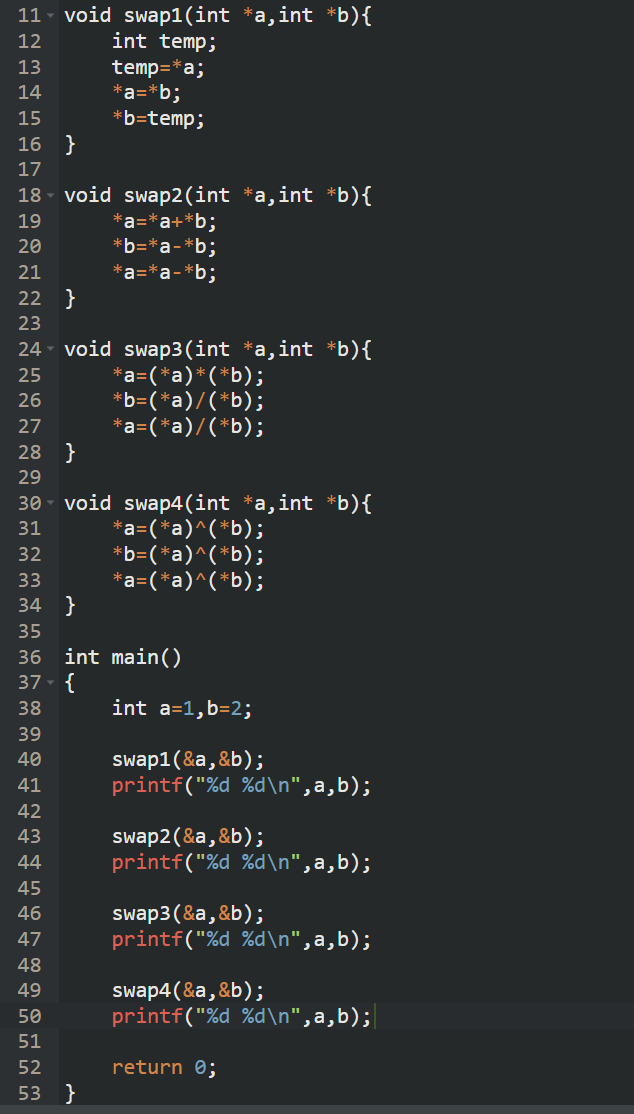 11 void swap1(int *a,int *b){
12     int temp;
13     temp=*a;
14     *a=*b;
15     *b=temp;
16 }
17
18 void swap2(int *a,int *b){
19     *a=*a+*b;
20     *b=*a-*b;
21     *a=*a-*b;
22 }
23
24 void swap3(int *a,int *b){
25     *a=(*a)*(*b);
26     *b=(*a)/(*b);
27     *a=(*a)/(*b);
28 }
29
30 void swap4(int *a,int *b){
31     *a=(*a)^(*b);
32     *b=(*a)^(*b);
33     *a=(*a)^(*b);
34 }
35
36 int main()
37 {
38     int a=1,b=2;
39
40     swap1(&a,&b);
41     printf("%d %d\n",a,b);
42
43     swap2(&a,&b);
44     printf("%d %d\n",a,b);
45
46     swap3(&a,&b);
47     printf("%d %d\n",a,b);
48
49     swap4(&a,&b);
50     printf("%d %d\n",a,b);
51
52     return 0;
53 }